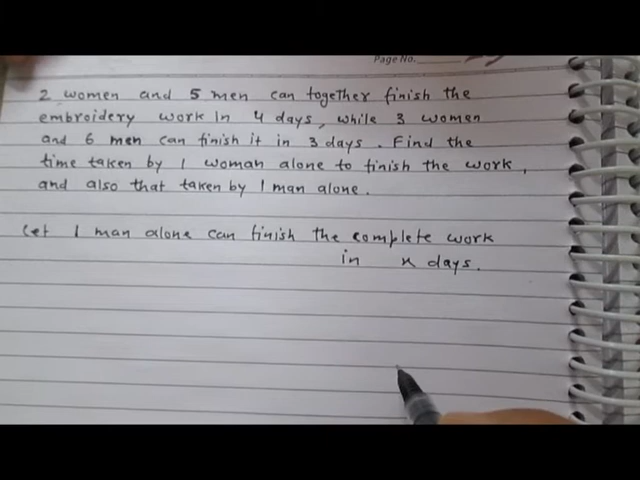 Page No.
2 women and 5 men can together finish the
embroidery work in 4 days, while 3 women
and 6 men can finish it in 3 days. Find the
time taken by 1 woman alone to finish the work,
and also that taken by 1 man alone.
Let 1 man alone can finish the complete work
in x days.